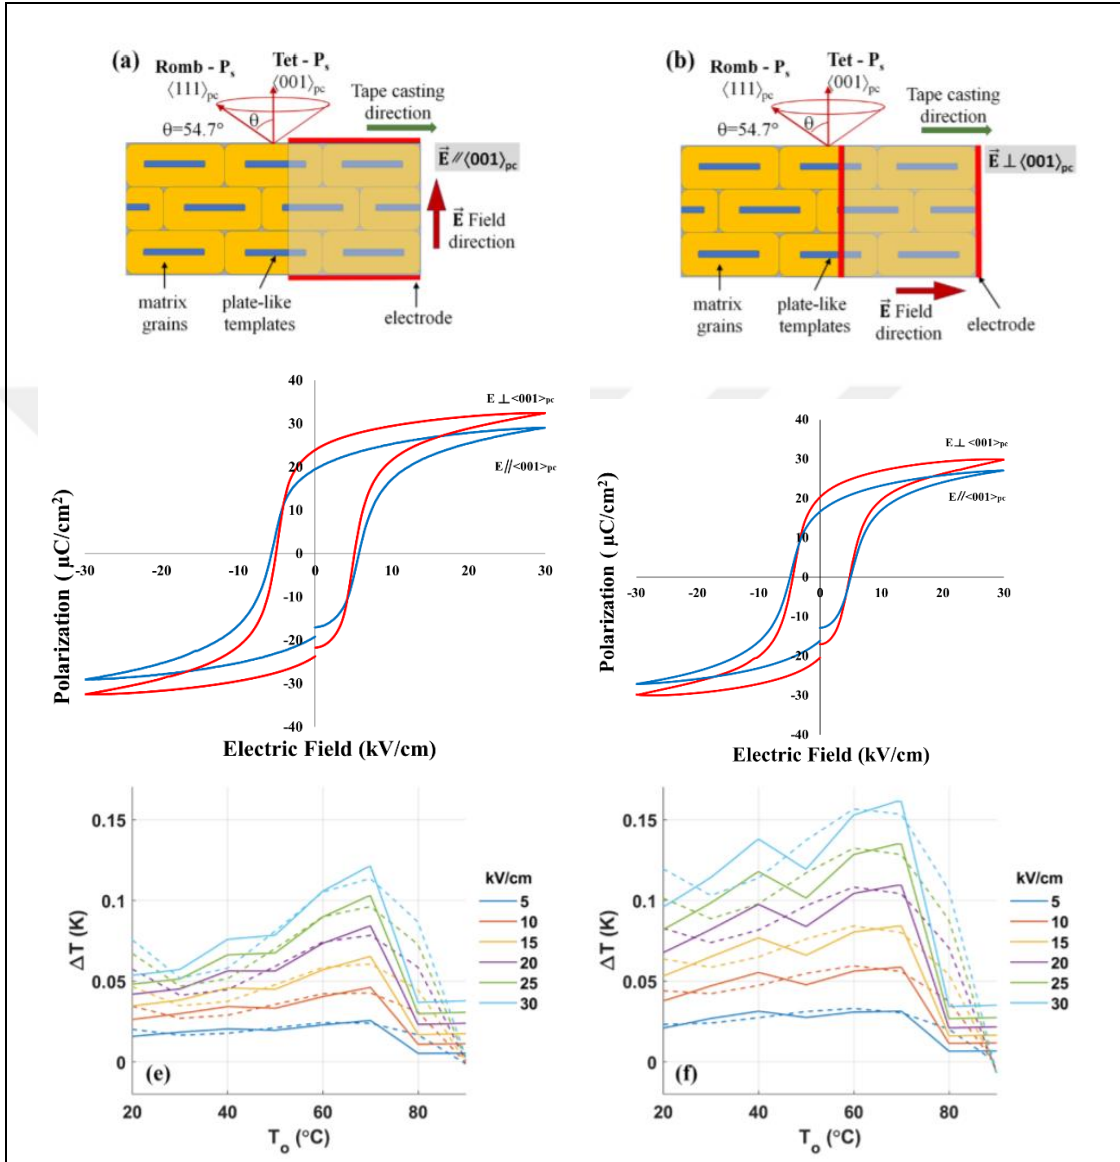 (a)
Romb - Pₛ
⟨111⟩pc
Tet - Pₛ
⟨001⟩pc
θ
θ=54.7°
Tape casting
direction
E⃗ ∥⟨001⟩pc
E⃗ Field
direction
matrix
grains
plate-like
templates
electrode
(b)
Romb - Pₛ
⟨111⟩pc
Tet - Pₛ
⟨001⟩pc
θ
θ=54.7°
Tape casting
direction
E⃗ ⊥ ⟨001⟩pc
matrix
grains
plate-like
templates
E⃗ Field
direction
electrode
40
30
20
10
0
-10
-20
-30
-40
-30
-20
-10
0
10
20
30
E ⊥ <001>pc
E//<001>pc
Polarization ( μC/cm²)
Electric Field (kV/cm)
40
30
20
10
0
-10
-20
-30
-40
-30
-20
-10
0
10
20
30
E⊥ <001>pc
E//<001>pc
Polarization ( μC/cm²)
Electric Field (kV/cm)
0.15
0.1
0.05
0
ΔT (K)
20
40
60
80
Tₒ (°C)
(e)
kV/cm
5
10
15
20
25
30
0.15
0.1
0.05
0
ΔT (K)
20
40
60
80
Tₒ (°C)
(f)
kV/cm
5
10
15
20
25
30